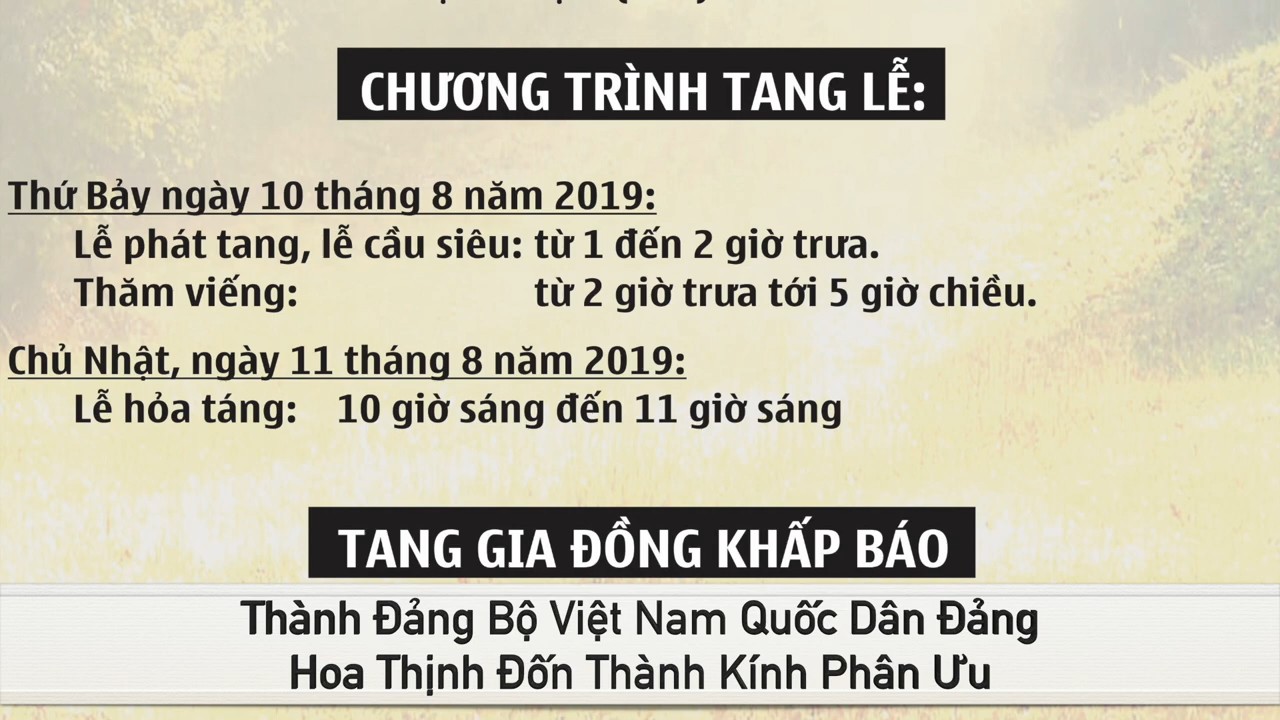 CHƯƠNG TRÌNH TANG LỄ:
Thứ Bảy ngày 10 tháng 8 năm 2019:
Lễ phát tang, lễ cầu siêu: từ 1 đến 2 giờ trưa.
Thăm viếng: từ 2 giờ trưa tới 5 giờ chiều.
Chủ Nhật, ngày 11 tháng 8 năm 2019:
Lễ hỏa táng: 10 giờ sáng đến 11 giờ sáng
TANG GIA ĐỒNG KHẤP BÁO
Thành Đảng Bộ Việt Nam Quốc Dân Đảng
Hoa Thịnh Đốn Thành Kính Phân Ưu